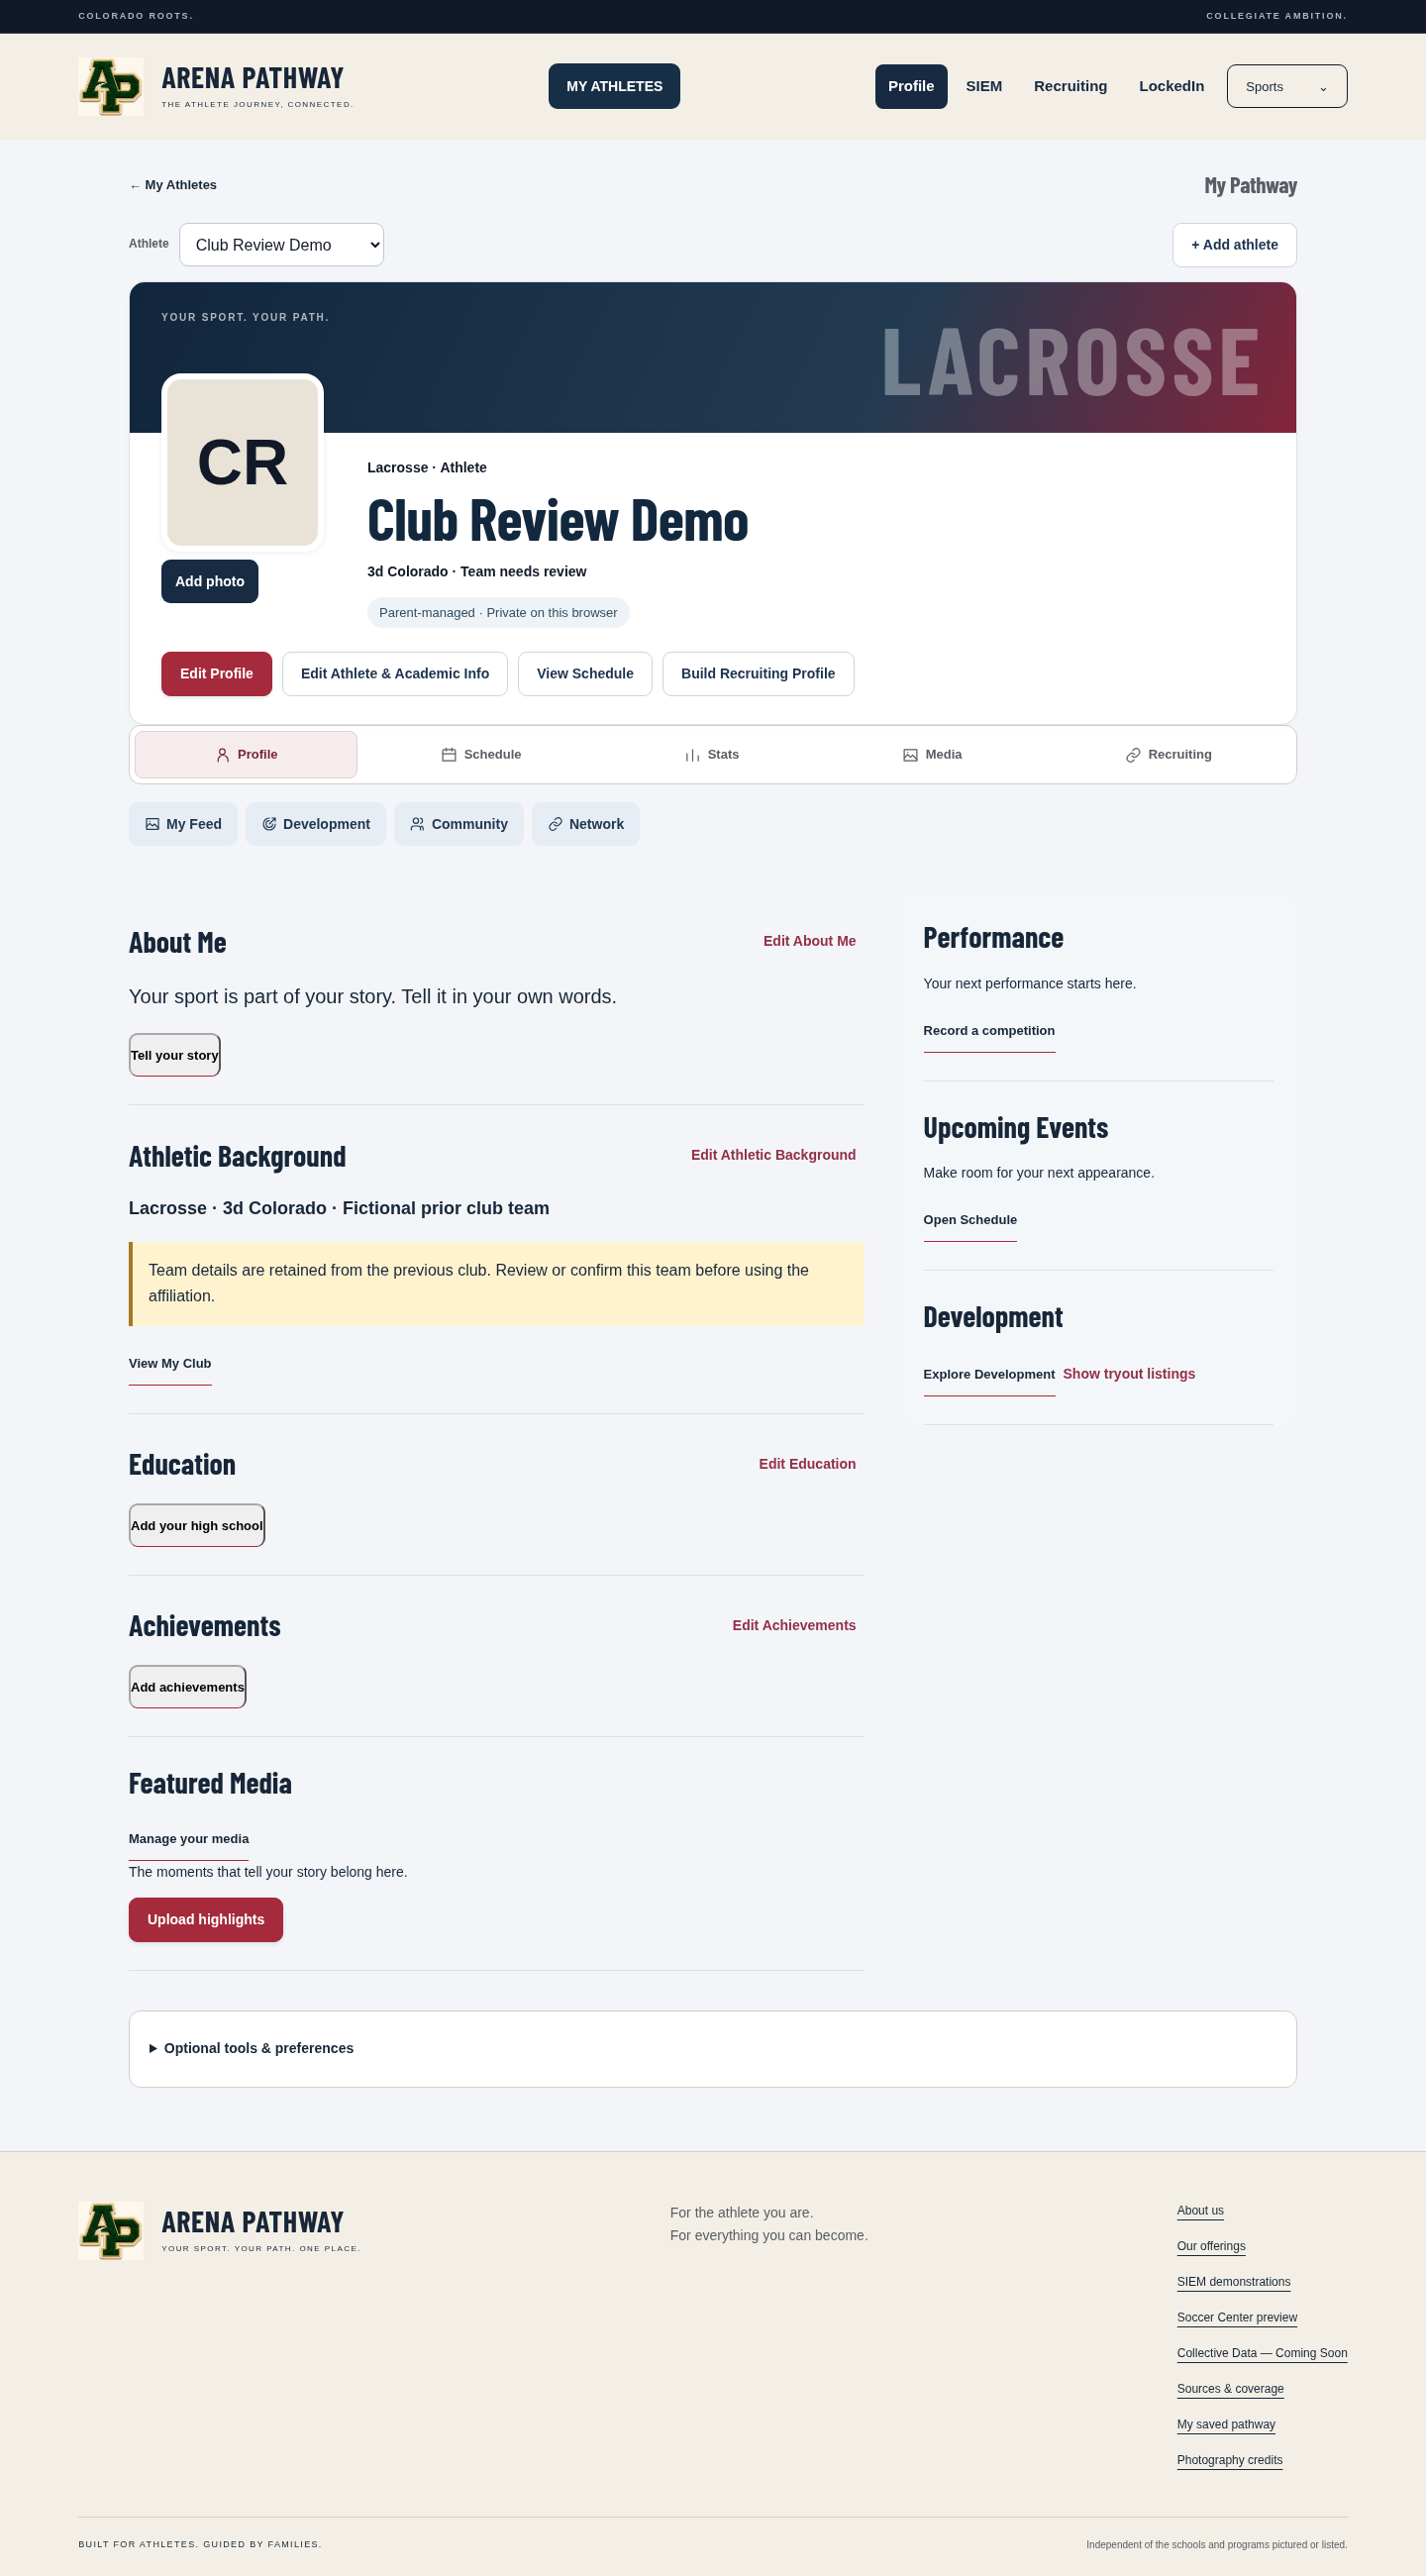 COLORADO ROOTS.
COLLEGIATE AMBITION.
AP
ARENA PATHWAY
THE ATHLETE JOURNEY, CONNECTED.
MY ATHLETES
Profile
SIEM
Recruiting
LockedIn
Sports
← My Athletes
My Pathway
Athlete
Club Review Demo
+ Add athlete
YOUR SPORT. YOUR PATH.
LACROSSE
CR
Lacrosse · Athlete
Club Review Demo
3d Colorado · Team needs review
Add photo
Parent-managed · Private on this browser
Edit Profile
Edit Athlete & Academic Info
View Schedule
Build Recruiting Profile
Profile
Schedule
Stats
Media
Recruiting
My Feed
Development
Community
Network
About Me
Edit About Me
Your sport is part of your story. Tell it in your own words.
Tell your story
Athletic Background
Edit Athletic Background
Lacrosse · 3d Colorado · Fictional prior club team
Team details are retained from the previous club. Review or confirm this team before using the
affiliation.
View My Club
Education
Edit Education
Add your high school
Achievements
Edit Achievements
Add achievements
Featured Media
Manage your media
The moments that tell your story belong here.
Upload highlights
Performance
Your next performance starts here.
Record a competition
Upcoming Events
Make room for your next appearance.
Open Schedule
Development
Explore Development Show tryout listings
Optional tools & preferences
AP
ARENA PATHWAY
YOUR SPORT. YOUR PATH. ONE PLACE.
For the athlete you are.
For everything you can become.
About us
Our offerings
SIEM demonstrations
Soccer Center preview
Collective Data — Coming Soon
Sources & coverage
My saved pathway
Photography credits
BUILT FOR ATHLETES. GUIDED BY FAMILIES.
Independent of the schools and programs pictured or listed.